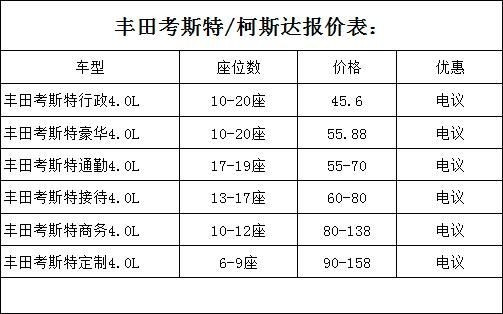 丰田考斯特/柯斯达报价表:
车型 座位数 价格 优惠
丰田考斯特行政4.0L 10-20座 45.6 电议
丰田考斯特豪华4.0L 10-20座 55.88 电议
丰田考斯特通勤4.0L 17-19座 55-70 电议
丰田考斯特接待4.0L 13-17座 60-80 电议
丰田考斯特商务4.0L 10-12座 80-138 电议
丰田考斯特定制4.0L 6-9座 90-158 电议